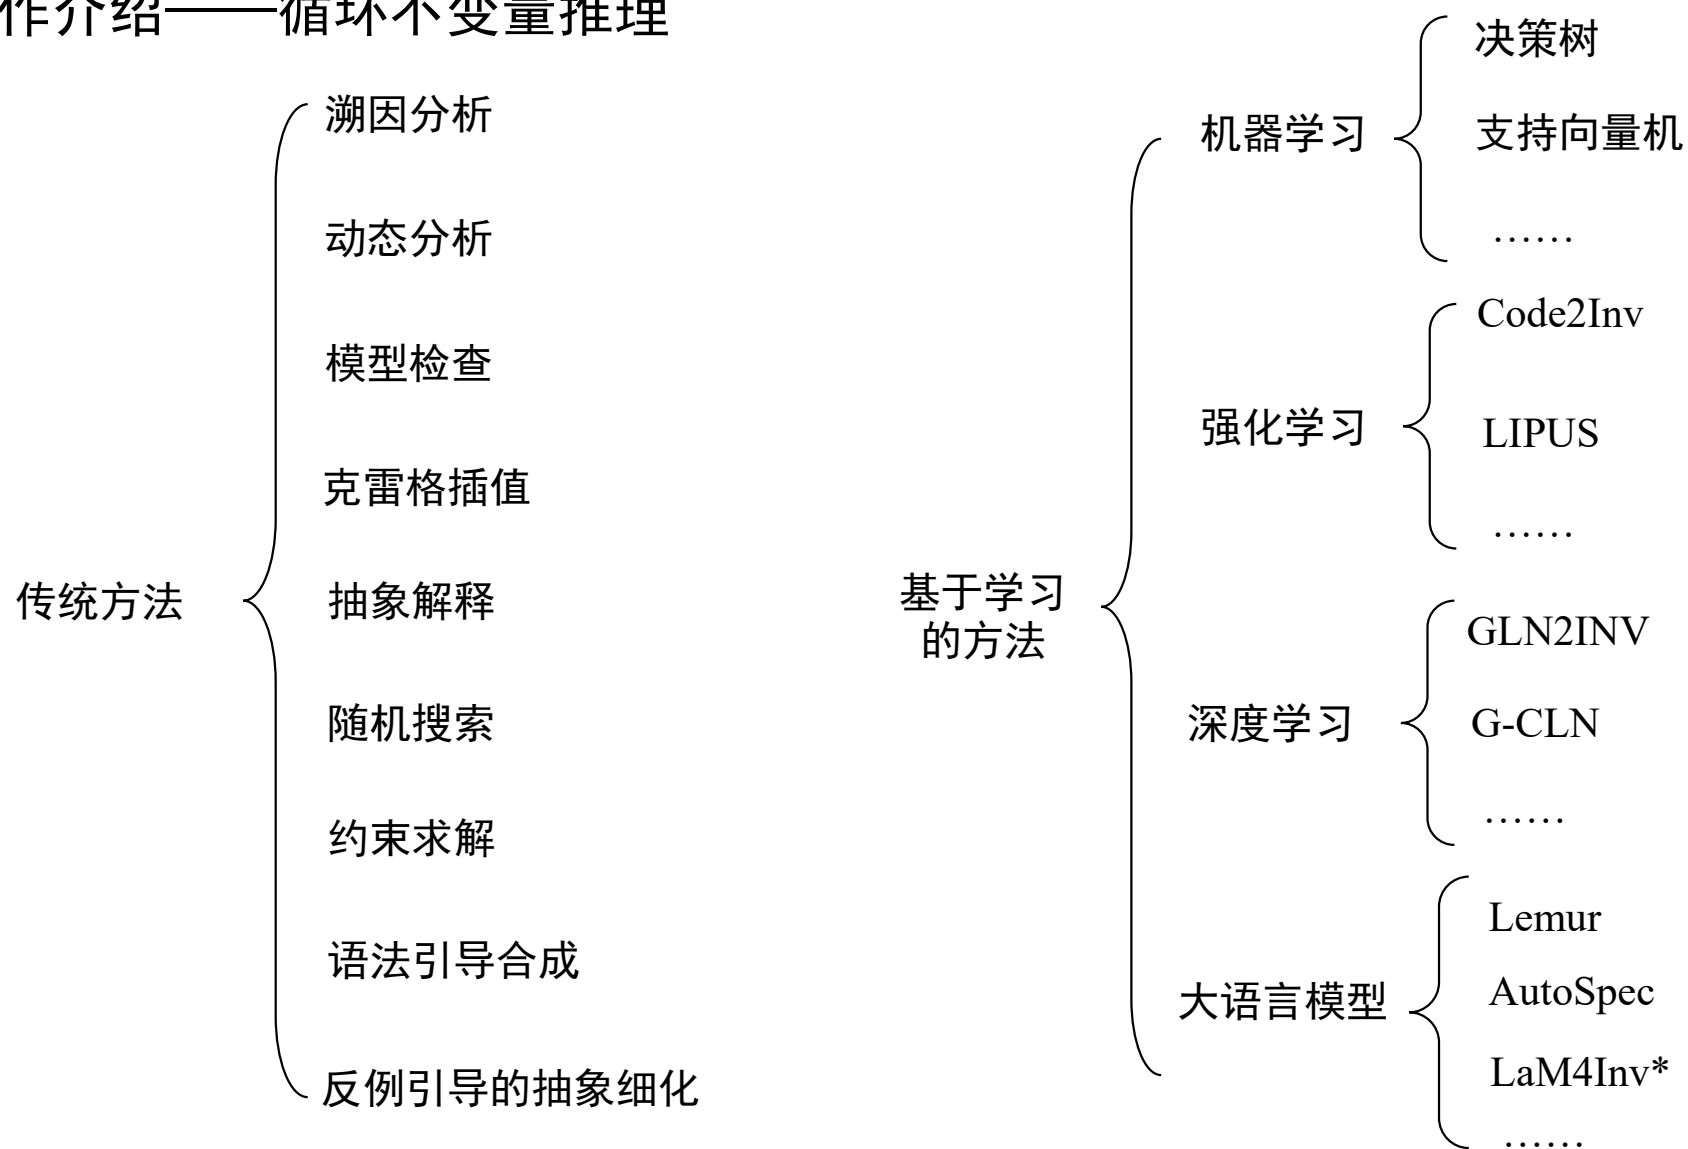 作介绍——循环不变量推理
传统方法
溯因分析
动态分析
模型检查
克雷格插值
抽象解释
随机搜索
约束求解
语法引导合成
反例引导的抽象细化
基于学习
的方法
机器学习
决策树
支持向量机
……
强化学习
Code2Inv
LIPUS
……
深度学习
GLN2INV
G-CLN
……
大语言模型
Lemur
AutoSpec
LaM4Inv*
……